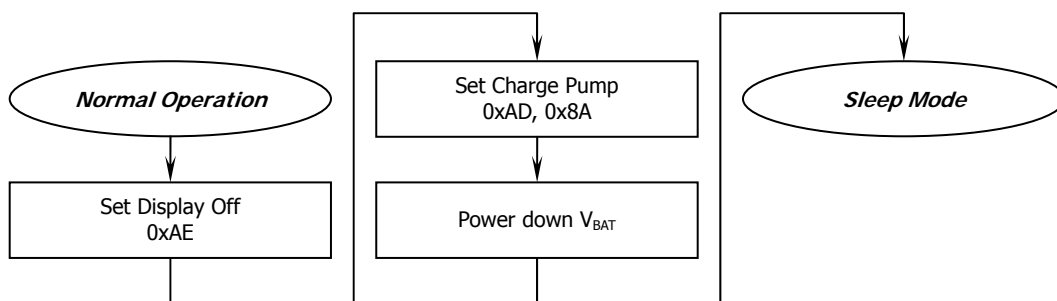 Normal Operation
Set Display Off
0xAE
Set Charge Pump
0xAD, 0x8A
Power down VBAT
Sleep Mode